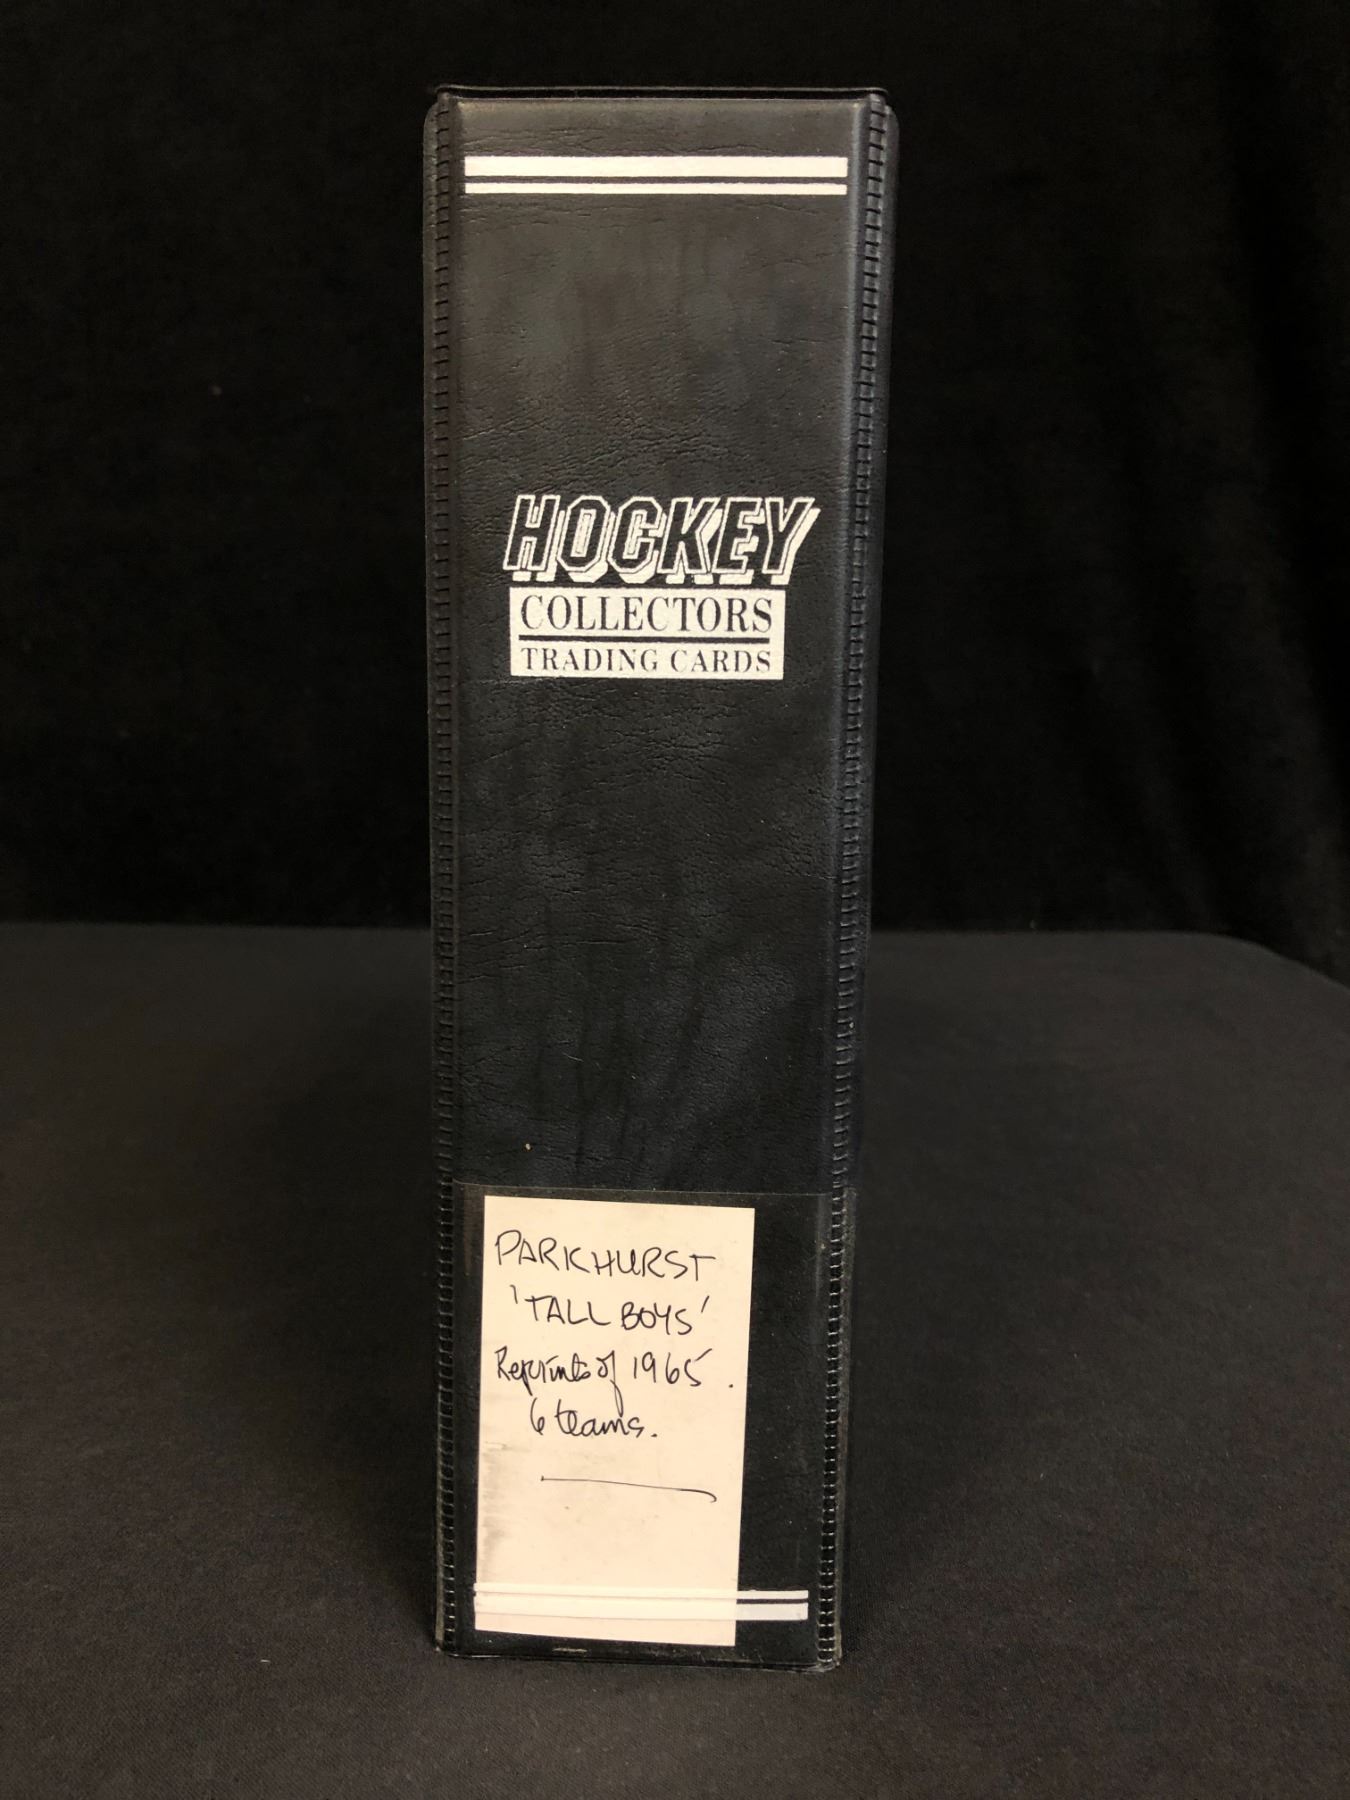 HOCKEY
COLLECTORS
TRADING CARDS
PARKHURST
'TALL BOYS'
Reprints of 1965.
6 teams.